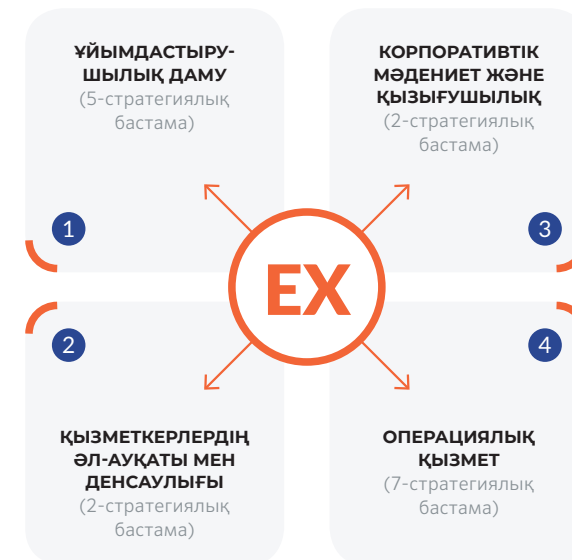 ҰЙЫМДАСТЫРУ-
ШЫЛЫҚ ДАМУ
(5-стратегиялық
бастама)
1
КОРПОРАТИВТІК
МӘДЕНИЕТ ЖӘНЕ
ҚЫЗЫҒУШЫЛЫҚ
(2-стратегиялық
бастама)
3
EX
2
ҚЫЗМЕТКЕРЛЕРДІҢ
ӘЛ-АУҚАТЫ МЕН
ДЕНСАУЛЫҒЫ
(2-стратегиялық
бастама)
4
ОПЕРАЦИЯЛЫҚ
ҚЫЗМЕТ
(7-стратегиялық
бастама)